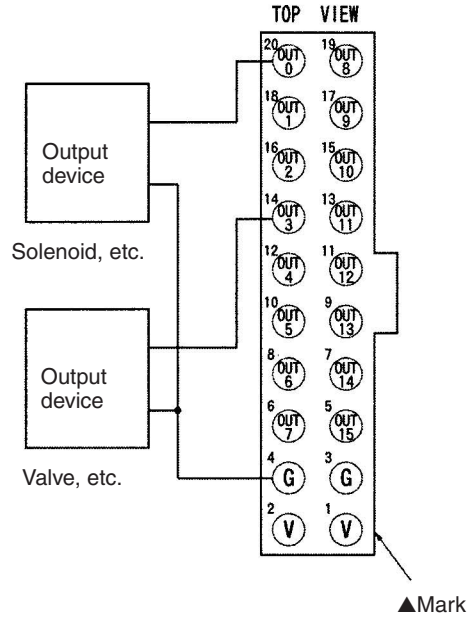 TOP VIEW
20 OUT 0 19 OUT 8
18 OUT 1 17 OUT 9
16 OUT 2 15 OUT 10
14 OUT 3 13 OUT 11
12 OUT 4 11 OUT 12
10 OUT 5 9 OUT 13
8 OUT 6 7 OUT 14
6 OUT 7 5 OUT 15
4 G 3 G
2 V 1 V
Output
device
Solenoid, etc.
Output
device
Valve, etc.
▲Mark